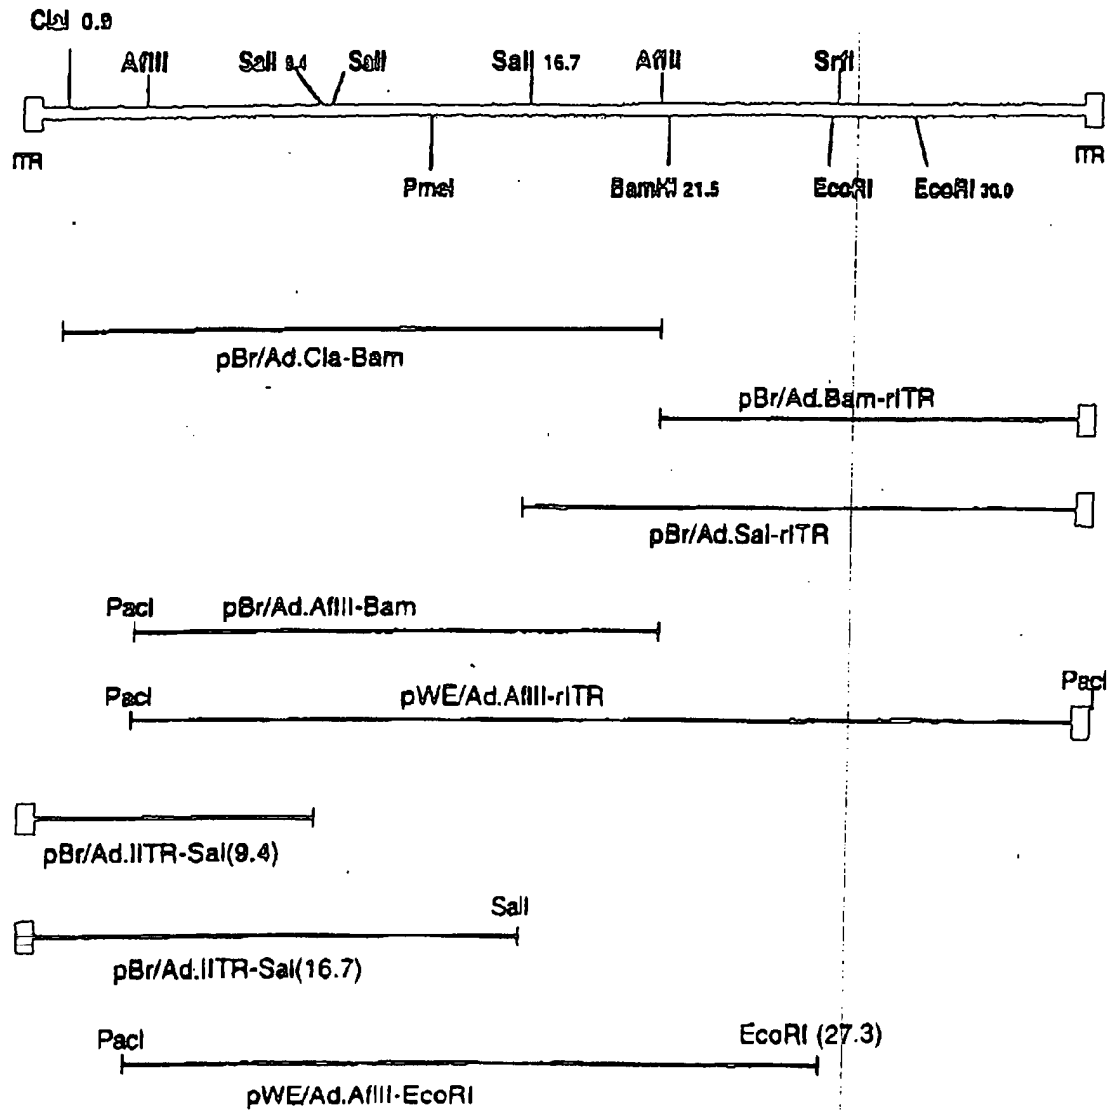 ClaI 0.9
AflII SalI 9.4 SalI SalI 16.7 AflII SrfI
ITR ITR
PmeI BamHI 21.5 EcoRI EcoRI 30.0
pBr/Ad.Cla-Bam
pBr/Ad.Bam-rITR
pBr/Ad.Sal-rITR
PacI pBr/Ad.AflII-Bam
PacI pWE/Ad.AflII-rITR PacI
pBr/Ad.lITR-Sal(9.4)
SalI
pBr/Ad.lITR-Sal(16.7)
PacI EcoRI (27.3)
pWE/Ad.AflII-EcoRI